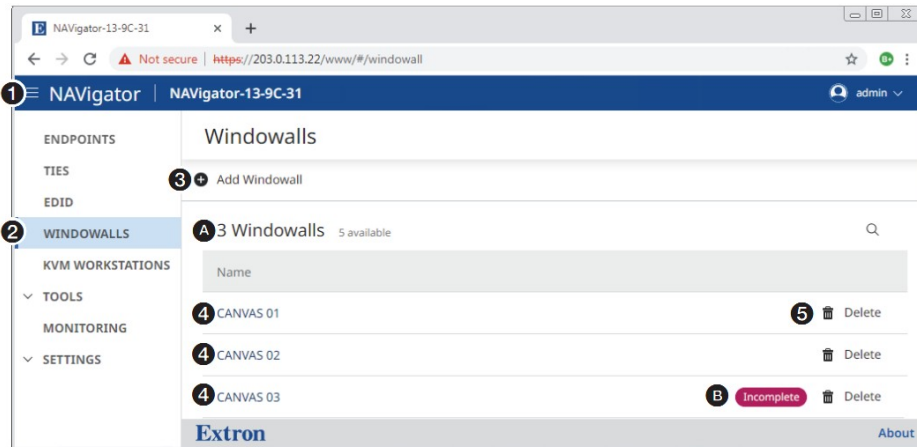 NAVigator-13-9C-31
Not secure | https://203.0.113.22/www/#/windowall
B+
1 NAVigator | NAVigator-13-9C-31 admin
ENDPOINTS
TIES
EDID
2 WINDOWALLS
KVM WORKSTATIONS
TOOLS
MONITORING
SETTINGS
Windowalls
3 Add Windowall
A 3 Windowalls 5 available
Name
4 CANVAS 01 5 Delete
4 CANVAS 02 Delete
4 CANVAS 03 B Incomplete Delete
Extron About